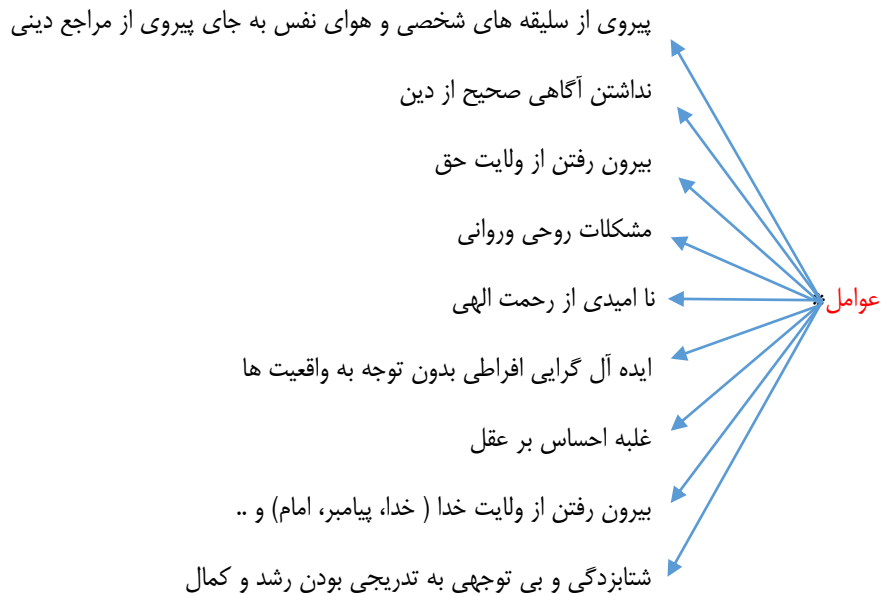 پیروی از سلیقه های شخصی و هوای نفس به جای پیروی از مراجع دینی
نداشتن آگاهی صحیح از دین
بیرون رفتن از ولایت حق
مشکلات روحی وروانی
عوامل*
نا امیدی از رحمت الهی
ایده آل گرایی افراطی بدون توجه به واقعیت ها
غلبه احساس بر عقل
بیرون رفتن از ولایت خدا ( خدا، پیامبر، امام) و ..
شتابزدگی و بی توجهی به تدریجی بودن رشد و کمال